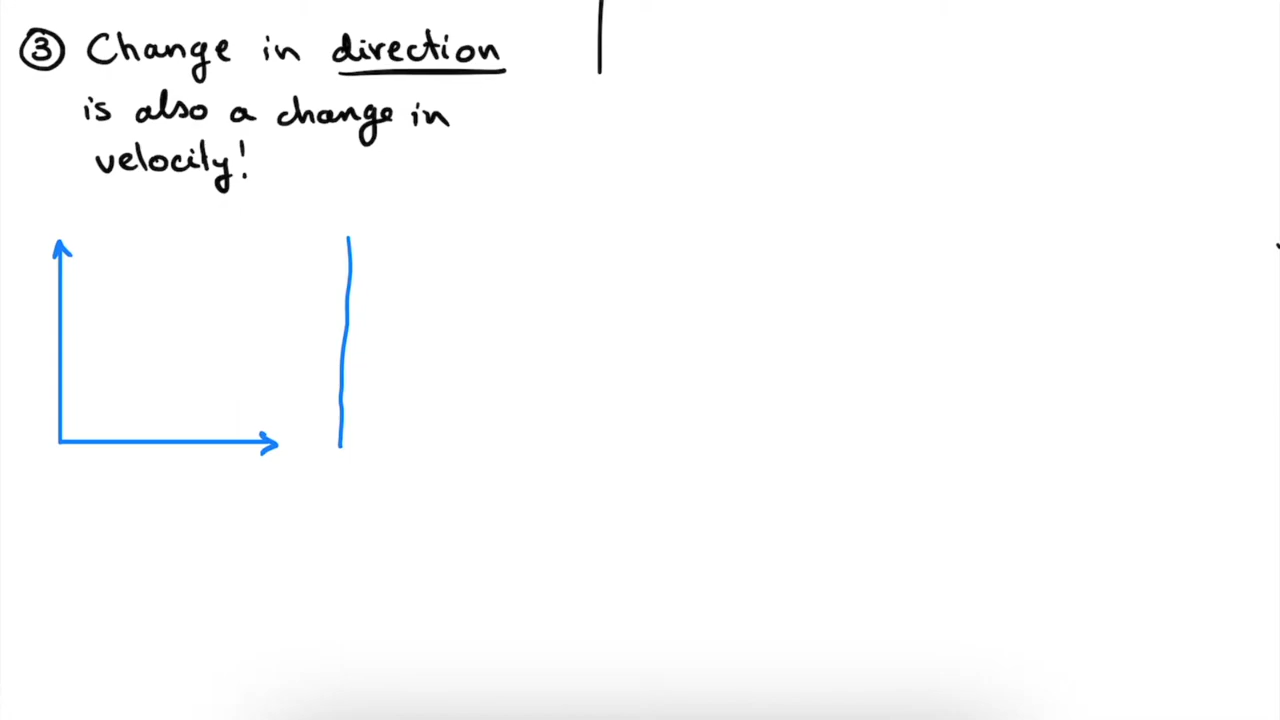 ③ Change in direction
is also a change in
velocity!